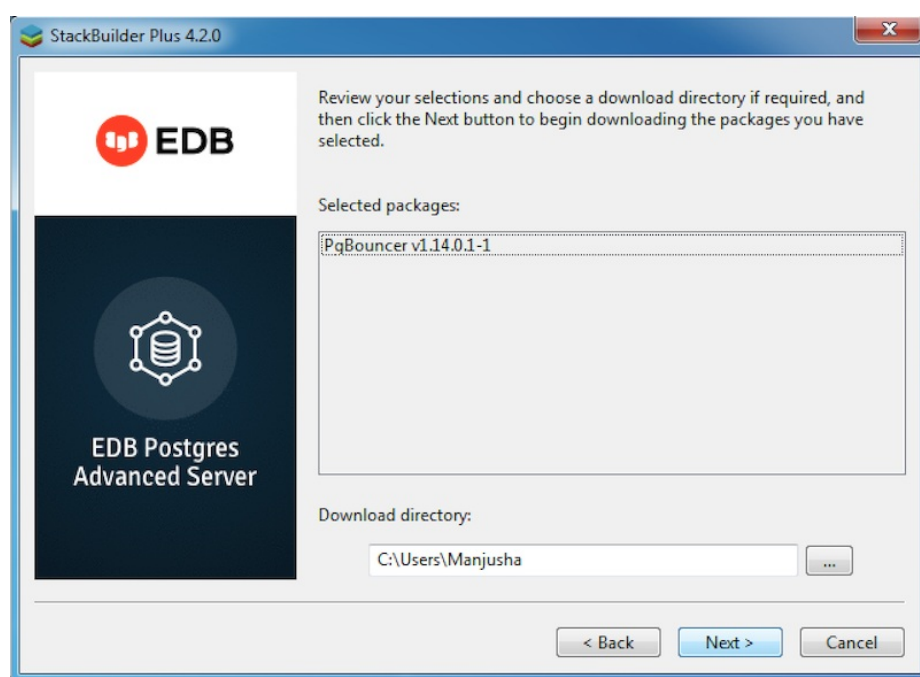 StackBuilder Plus 4.2.0
EDB
EDB Postgres
Advanced Server
Review your selections and choose a download directory if required, and
then click the Next button to begin downloading the packages you have
selected.
Selected packages:
PgBouncer v1.14.0.1-1
Download directory:
C:\Users\Manjusha
...
< Back
Next >
Cancel